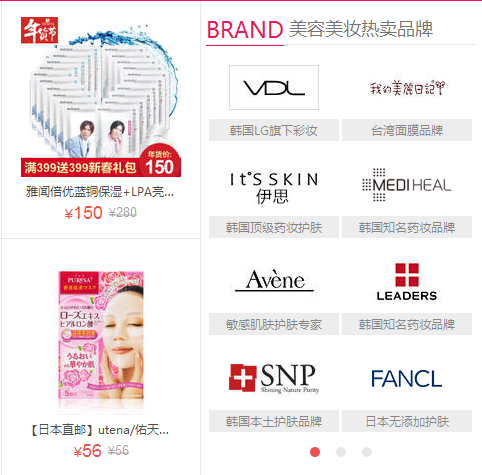 年货节
满399送399新春礼包
年货价:
150
雅闻倍优蓝铜保湿+LPA亮...
¥150 ¥280
PURESA
ローズエキス
ヒアルロン酸
うるおい
華やか肌
5回分
【日本直邮】utena/佑天...
¥56 ¥56
BRAND 美容美妆热卖品牌
VDL
我的美麗日記
韩国LG旗下彩妆
台湾面膜品牌
It'S SKIN
伊思
MEDIHEAL
韩国顶级药妆护肤
韩国知名药妆品牌
Avène
LEADERS
敏感肌肤护肤专家
韩国知名药妆品牌
SNP
Shining Nature Purity
FANCL
韩国本土护肤品牌
日本无添加护肤